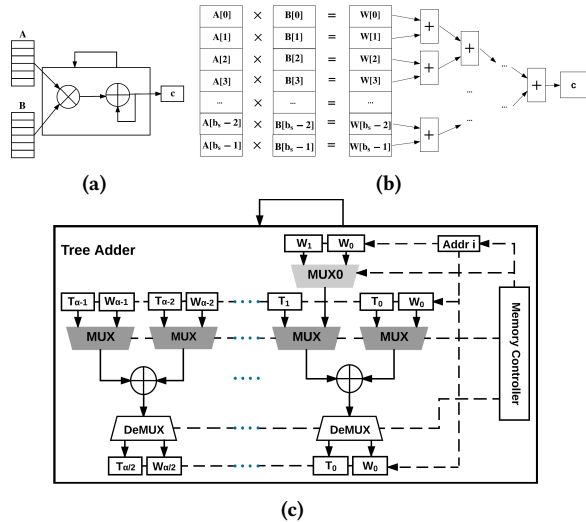 A
B
c
(a)
A[0] × B[0] = W[0]
A[1] × B[1] = W[1]
A[2] × B[2] = W[2]
A[3] × B[3] = W[3]
... × ... = ...
A[bₛ − 2] × B[bₛ − 2] = W[bₛ − 2]
A[bₛ − 1] × B[bₛ − 1] = W[bₛ − 1]
+ + + + + +
... ... ... ...
c
(b)
Tree Adder
W₁ W₀ Addr i
MUX0
Tα-1 Wα-1 Tα-2 Wα-2 T₁ T₀ W₀
MUX MUX MUX MUX
Memory Controller
DeMUX DeMUX
Tα/2 Wα/2 T₀ W₀
(c)